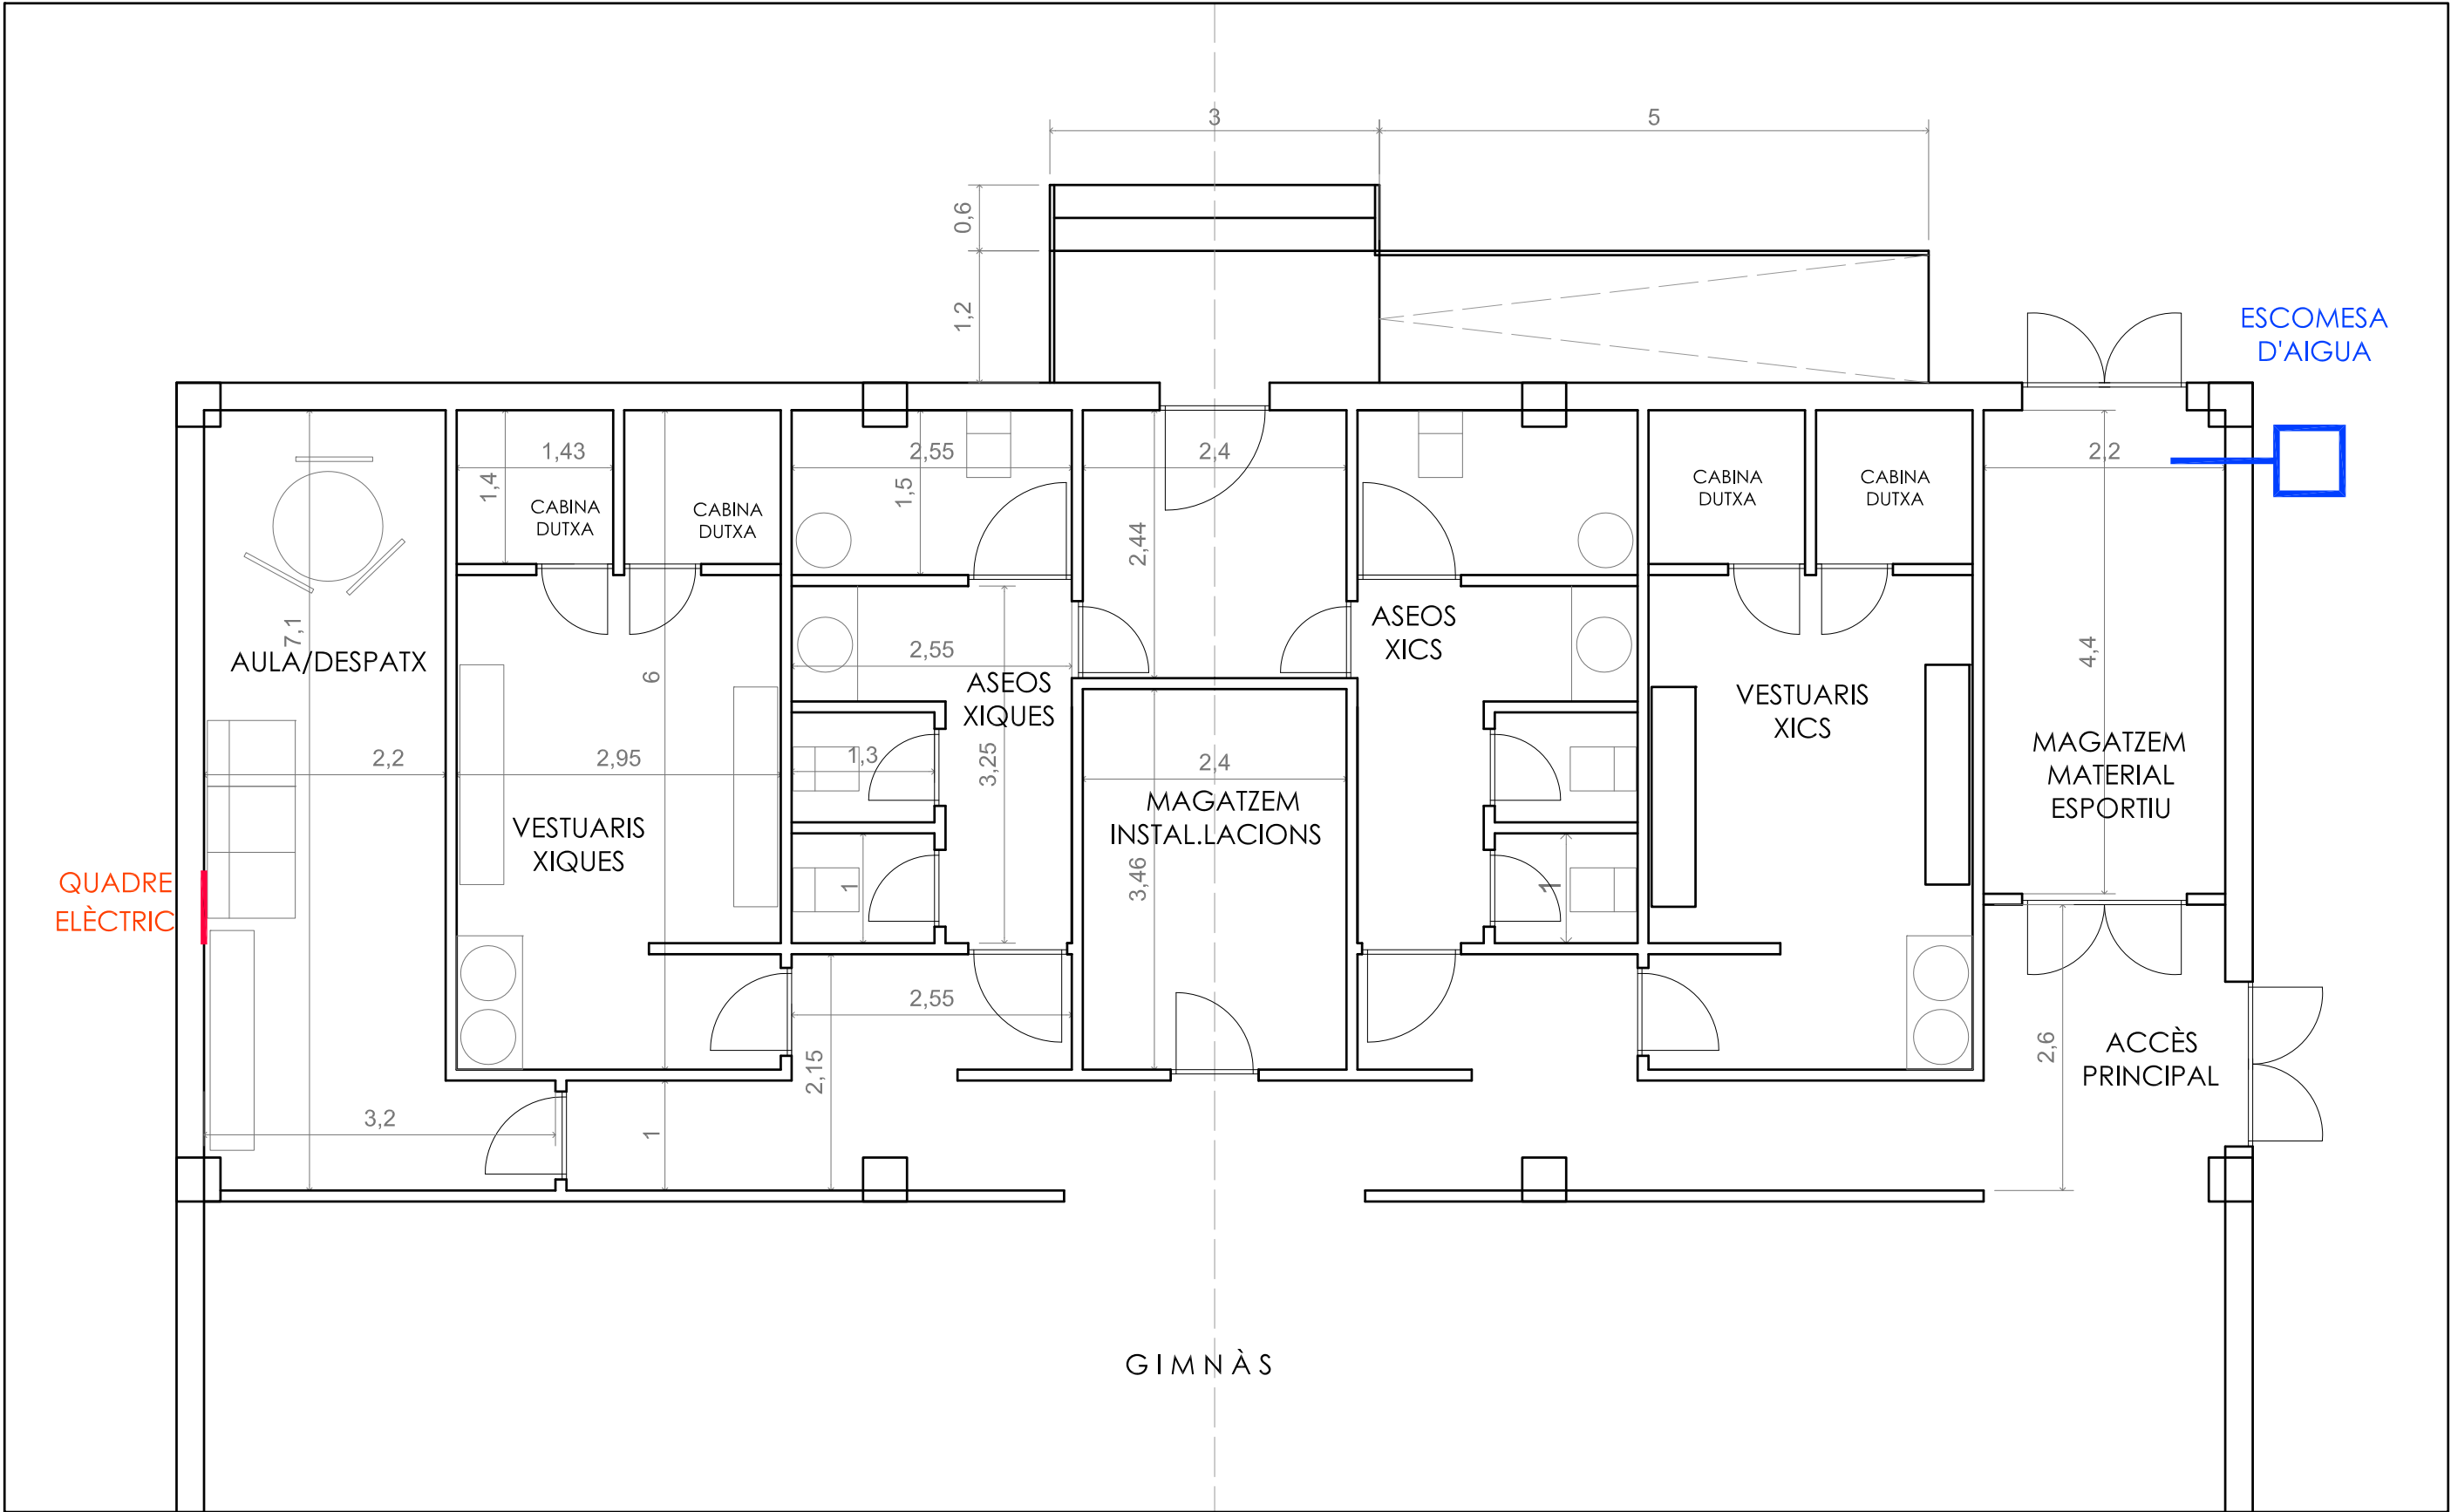 3
5
0,6
1,2
ESCOMESA
D'AIGUA
1,43
1,4
CABINA
DUTXA
CABINA
DUTXA
2,55
1,5
2,4
2,44
CABINA
DUTXA
CABINA
DUTXA
2,2
7,1
AULA/DESPATX
6
2,55
ASEOS
XIQUES
ASEOS
XICS
4,4
VESTUARIS
XICS
2,2
2,95
1,3
3,25
2,4
MAGATZEM
INSTAL.LACIONS
MAGATZEM
MATERIAL
ESPORTIU
VESTUARIS
XIQUES
QUADRE
ELÈCTRIC
1
3,46
1
2,55
2,15
2,6
ACCÈS
PRINCIPAL
3,2
1
GIMNÀS